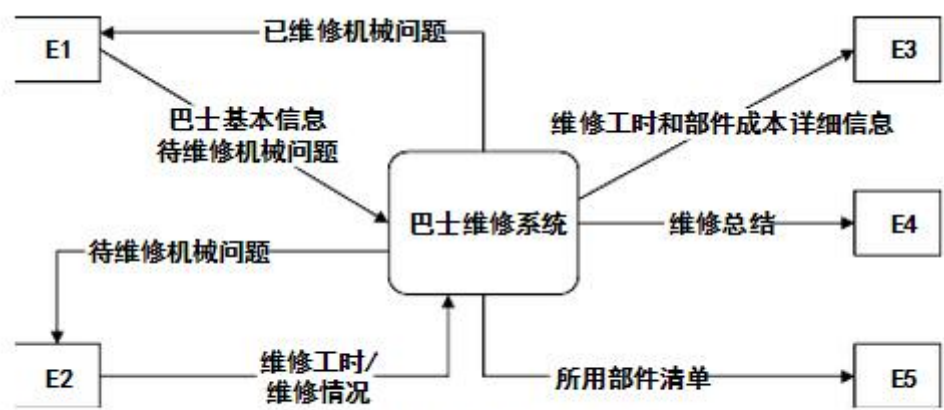 E1
已维修机械问题
E3
巴士基本信息
待维修机械问题
维修工时和部件成本详细信息
巴士维修系统
维修总结
E4
待维修机械问题
E2
维修工时/
维修情况
所用部件清单
E5